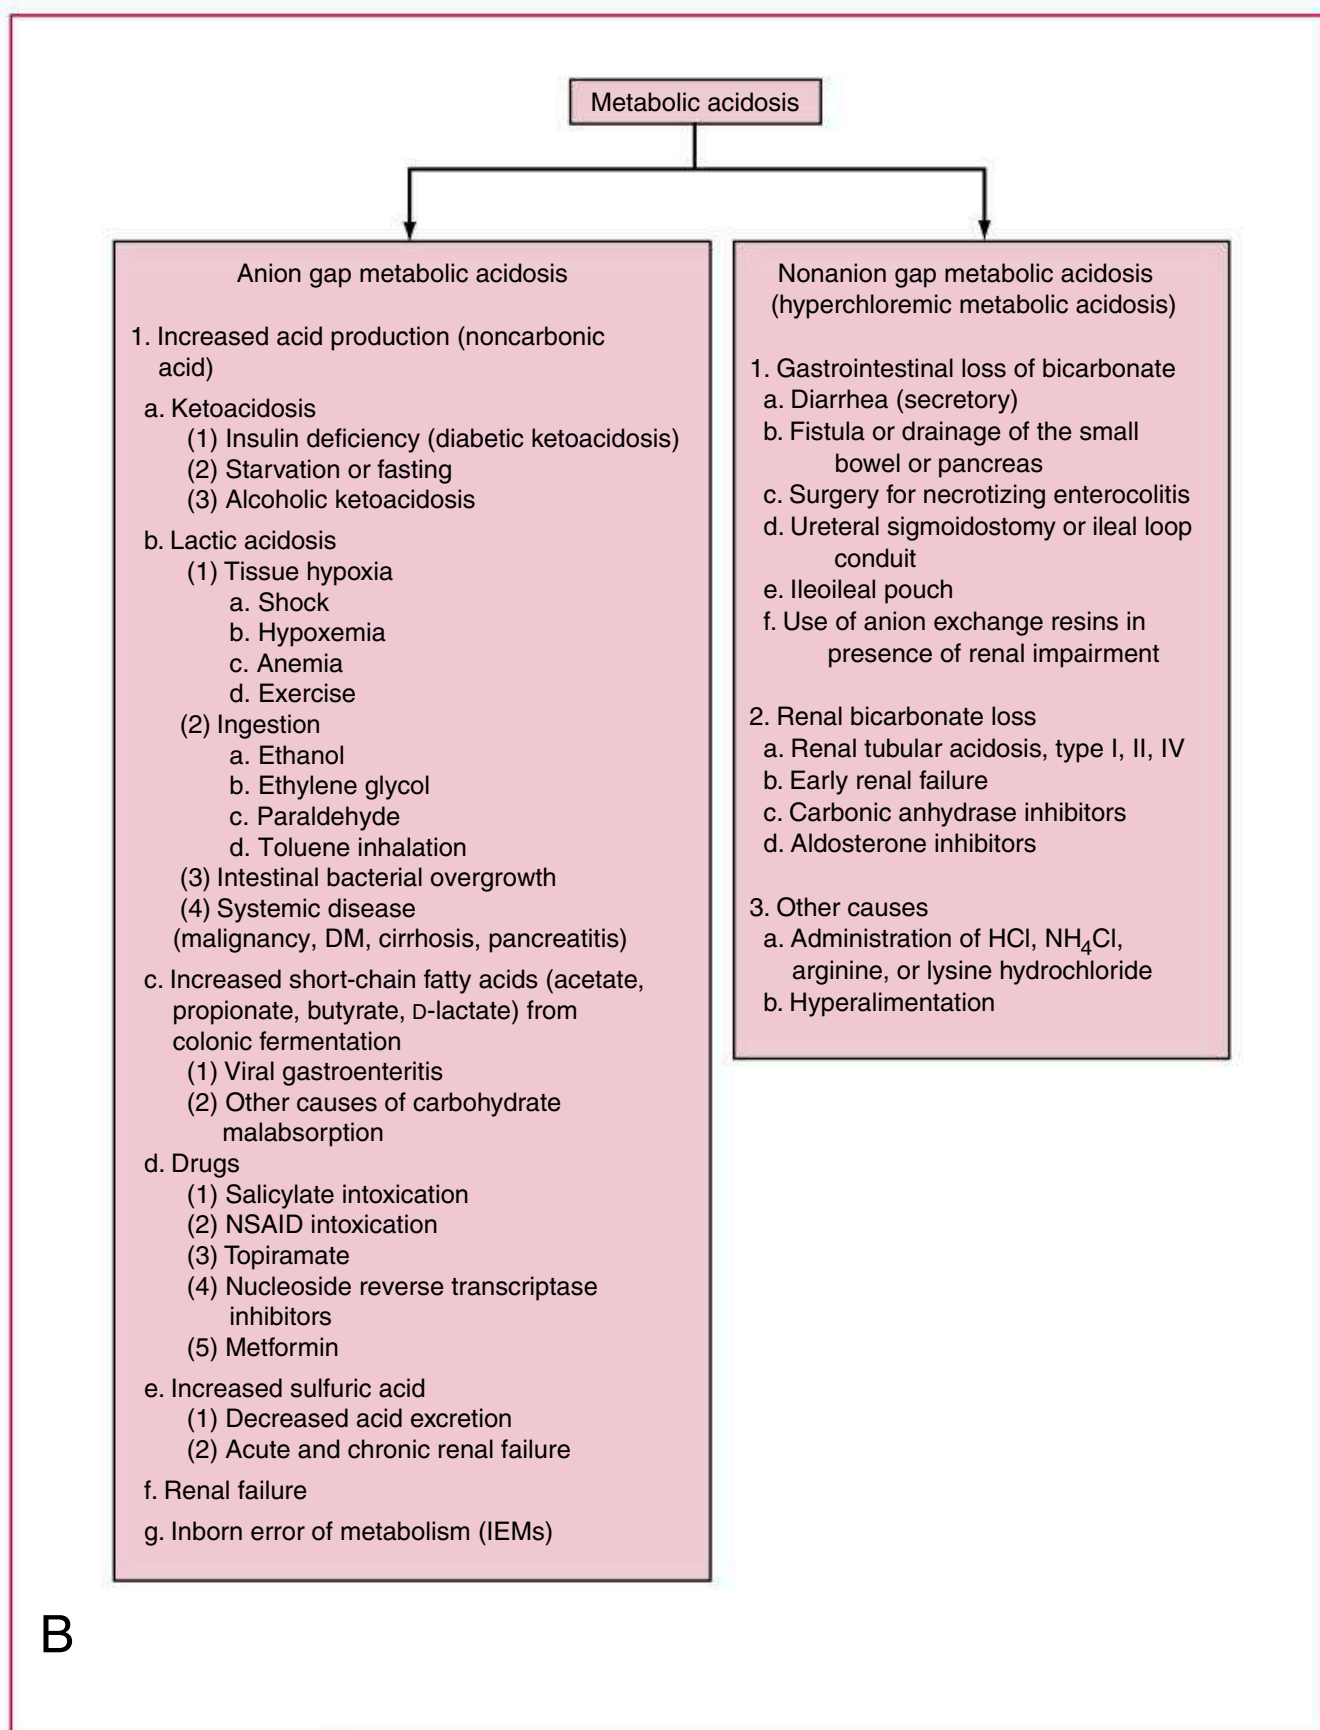 Metabolic acidosis
Anion gap metabolic acidosis
1. Increased acid production (noncarbonic
acid)
a. Ketoacidosis
(1) Insulin deficiency (diabetic ketoacidosis)
(2) Starvation or fasting
(3) Alcoholic ketoacidosis
b. Lactic acidosis
(1) Tissue hypoxia
a. Shock
b. Hypoxemia
c. Anemia
d. Exercise
(2) Ingestion
a. Ethanol
b. Ethylene glycol
c. Paraldehyde
d. Toluene inhalation
(3) Intestinal bacterial overgrowth
(4) Systemic disease
(malignancy, DM, cirrhosis, pancreatitis)
c. Increased short-chain fatty acids (acetate,
propionate, butyrate, D-lactate) from
colonic fermentation
(1) Viral gastroenteritis
(2) Other causes of carbohydrate
malabsorption
d. Drugs
(1) Salicylate intoxication
(2) NSAID intoxication
(3) Topiramate
(4) Nucleoside reverse transcriptase
inhibitors
(5) Metformin
e. Increased sulfuric acid
(1) Decreased acid excretion
(2) Acute and chronic renal failure
f. Renal failure
g. Inborn error of metabolism (IEMs)
Nonanion gap metabolic acidosis
(hyperchloremic metabolic acidosis)
1. Gastrointestinal loss of bicarbonate
a. Diarrhea (secretory)
b. Fistula or drainage of the small
bowel or pancreas
c. Surgery for necrotizing enterocolitis
d. Ureteral sigmoidostomy or ileal loop
conduit
e. Ileoileal pouch
f. Use of anion exchange resins in
presence of renal impairment
2. Renal bicarbonate loss
a. Renal tubular acidosis, type I, II, IV
b. Early renal failure
c. Carbonic anhydrase inhibitors
d. Aldosterone inhibitors
3. Other causes
a. Administration of HCl, NH₄Cl,
arginine, or lysine hydrochloride
b. Hyperalimentation
B